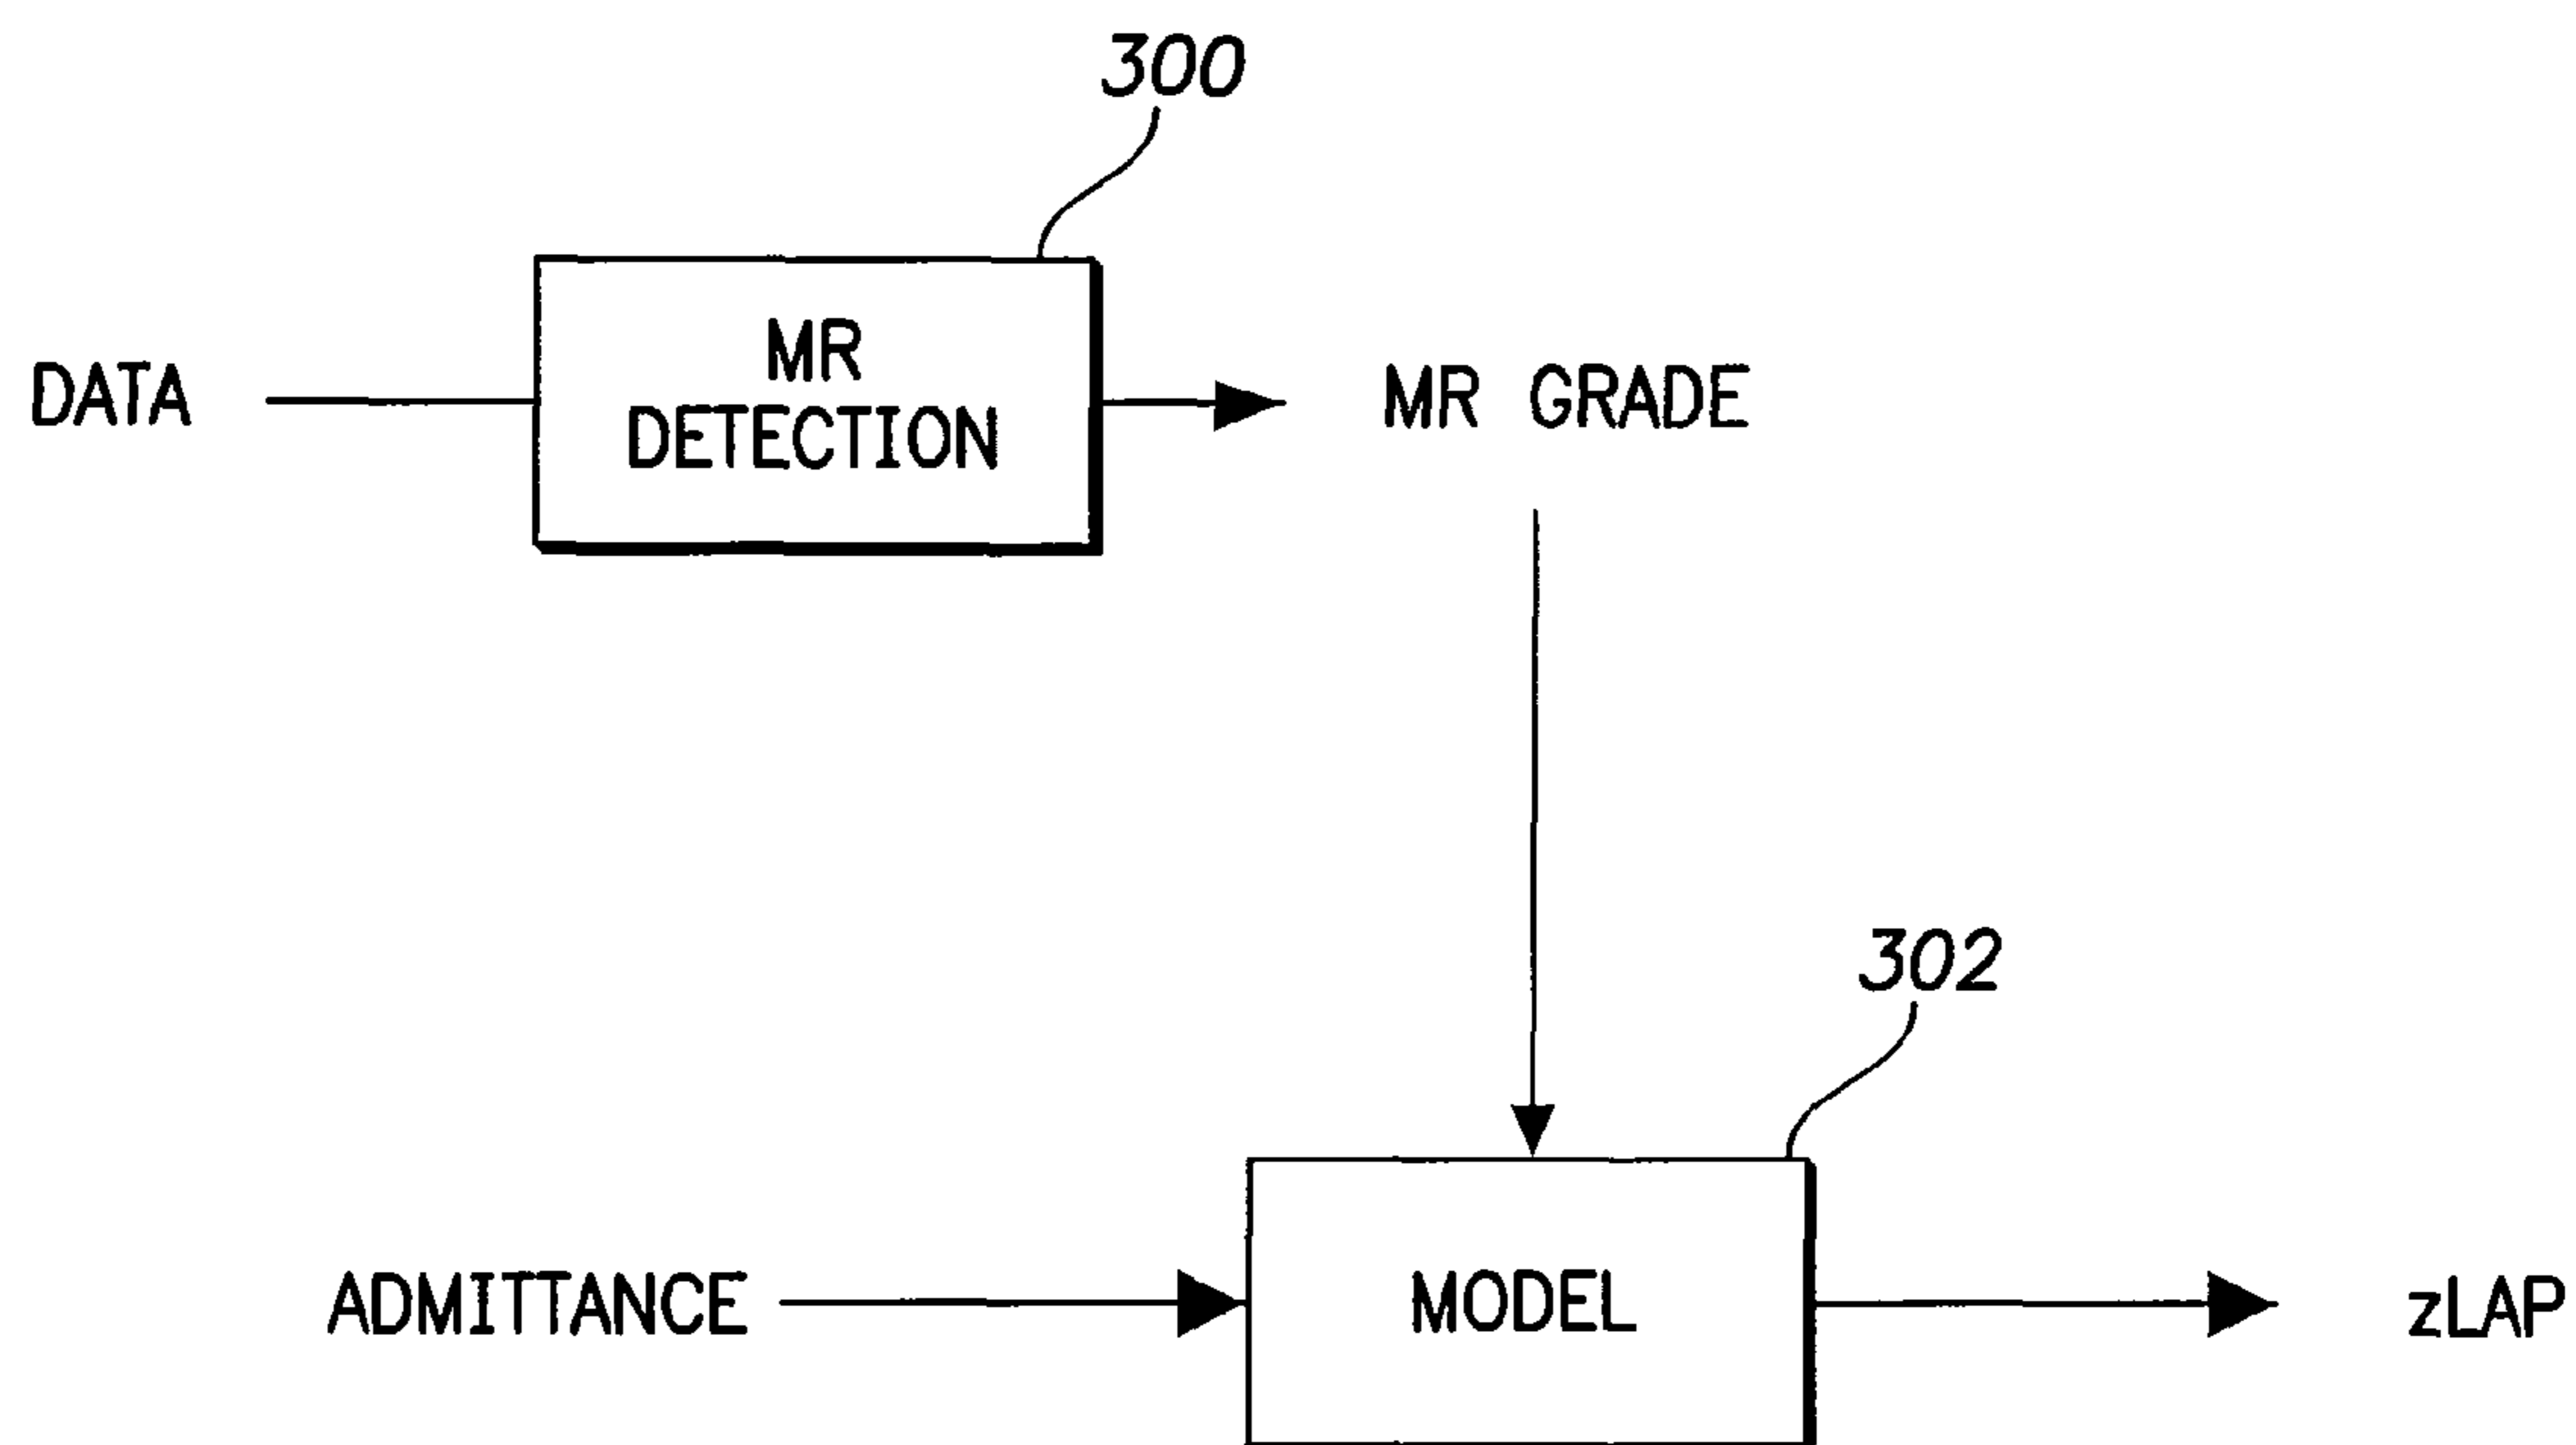 300
MR
DETECTION
DATA
MR GRADE
302
MODEL
ADMITTANCE
zLAP